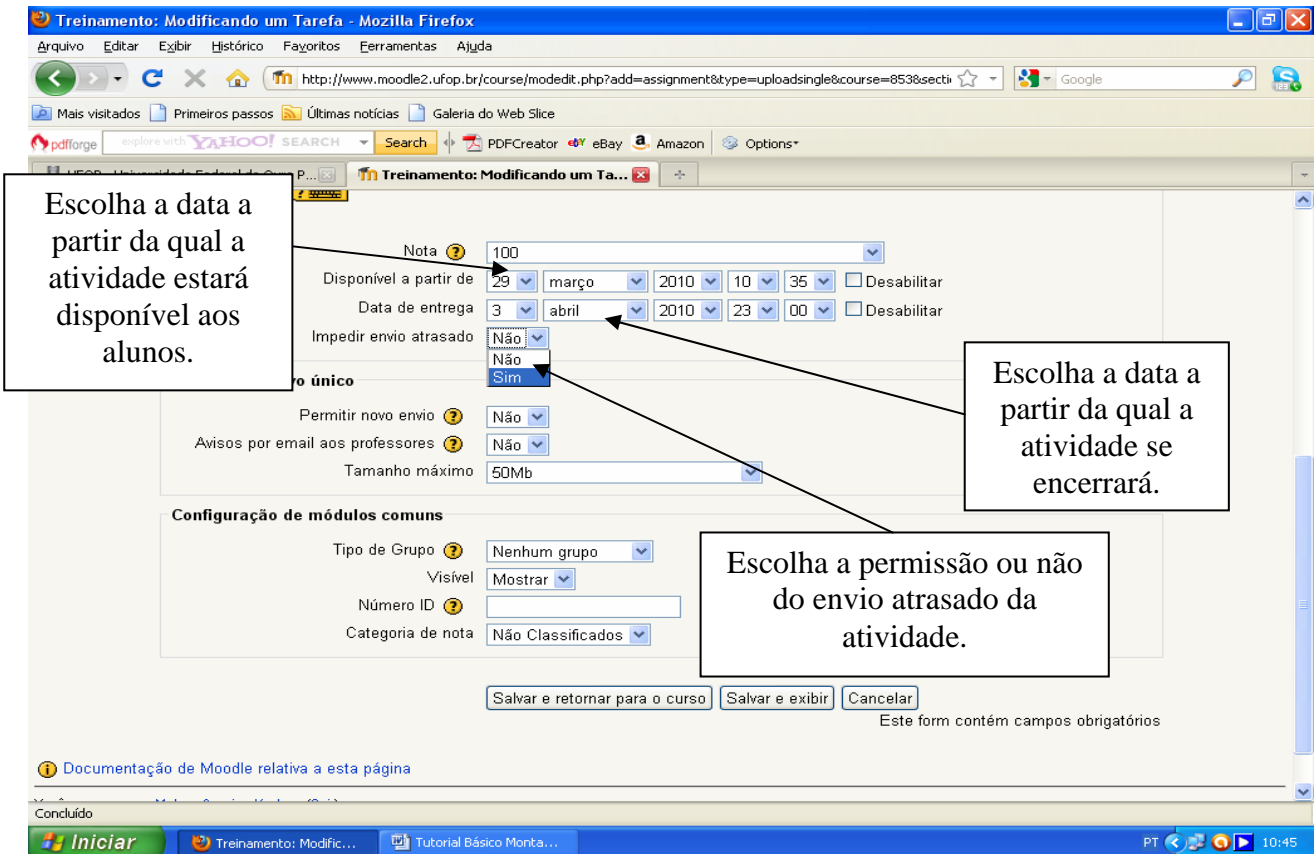 Treinamento: Modificando um Tarefa - Mozilla Firefox
Arquivo Editar Exibir Histórico Favoritos Ferramentas Ajuda
http://www.moodle2.ufop.br/course/modedit.php?add=assignment&type=uploadsingle&course=853&secti Google
Mais visitados Primeiros passos Últimas notícias Galeria do Web Slice
pdfforge explore with YAHOO! SEARCH Search PDFCreator eBay Amazon Options
UFOP - Universidade Federal de Ouro P... Treinamento: Modificando um Ta...
Escolha a data a
partir da qual a
atividade estará
disponível aos
alunos.
Nota 100
Disponível a partir de 29 março 2010 10 35 Desabilitar
Data de entrega 3 abril 2010 23 00 Desabilitar
Impedir envio atrasado Não
Não
Sim
único
Escolha a data a
partir da qual a
atividade se
encerrará.
Permitir novo envio Não
Avisos por email aos professores Não
Tamanho máximo 50Mb
Configuração de módulos comuns
Tipo de Grupo Nenhum grupo
Visível Mostrar
Número ID
Categoria de nota Não Classificados
Escolha a permissão ou não
do envio atrasado da
atividade.
Salvar e retornar para o curso Salvar e exibir Cancelar
Este form contém campos obrigatórios
Documentação de Moodle relativa a esta página
Concluído
Iniciar Treinamento: Modific... Tutorial Básico Monta... PT 10:45